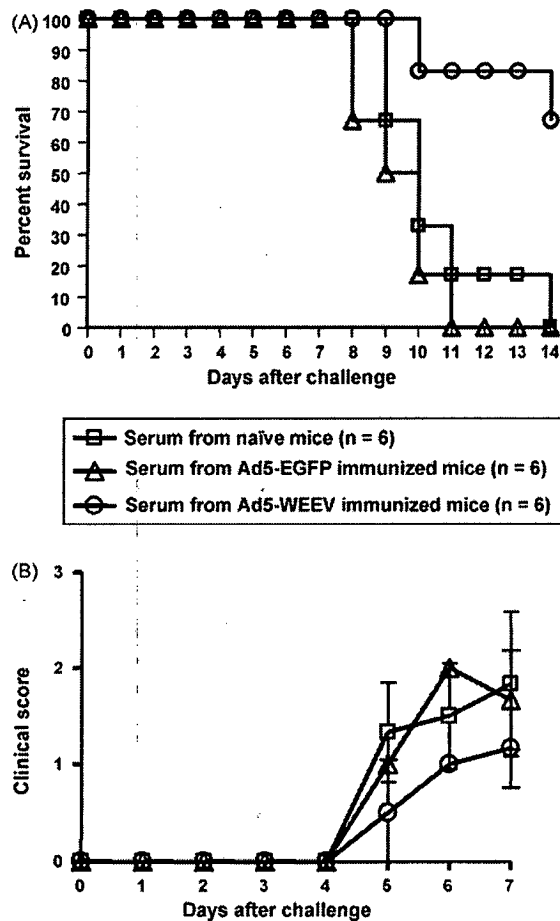 (A)
100
90
80
70
60
50
40
30
20
10
0
Percent survival
0 1 2 3 4 5 6 7 8 9 10 11 12 13 14
Days after challenge
Serum from naïve mice (n = 6)
Serum from Ad5-EGFP immunized mice (n = 6)
Serum from Ad5-WEEV immunized mice (n = 6)
(B)
3
2
1
0
Clinical score
0 1 2 3 4 5 6 7
Days after challenge